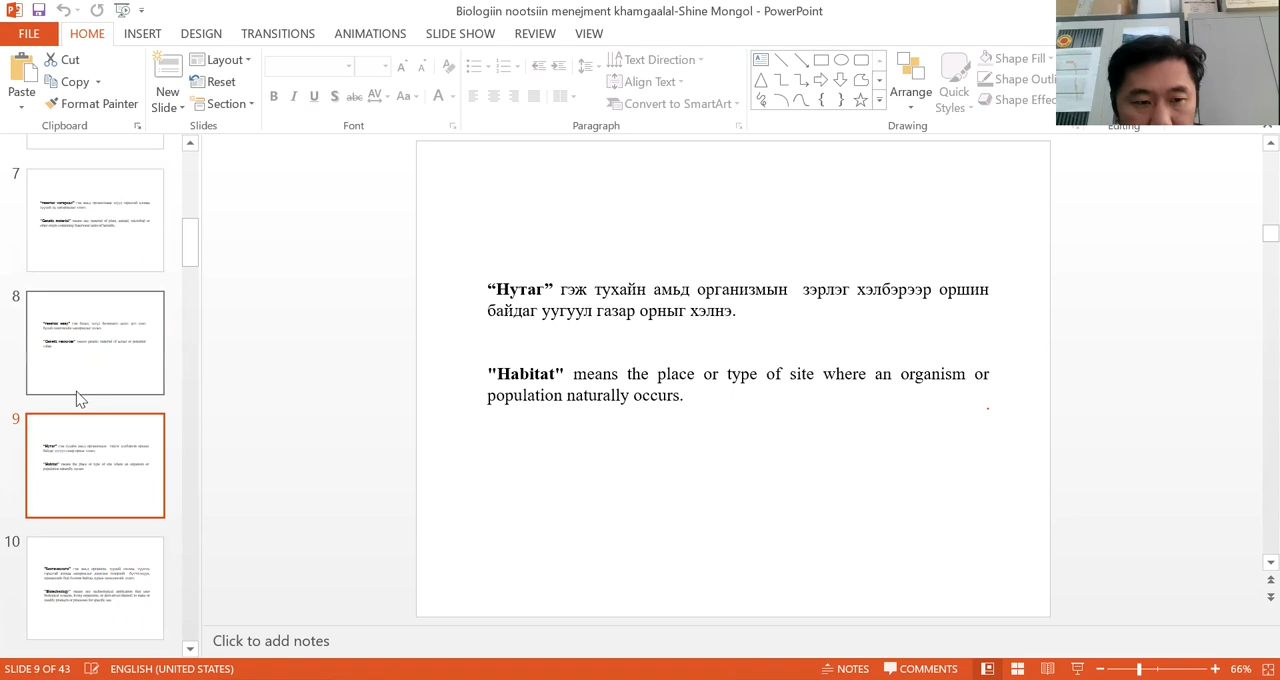 Biologiin nootsiin menejment khamgaalal-Shine Mongol - PowerPoint
FILE HOME INSERT DESIGN TRANSITIONS ANIMATIONS SLIDE SHOW REVIEW VIEW
Paste
Cut
Copy
Format Painter
Clipboard
New
Slide
Layout
Reset
Section
Slides
B I U S abc AV Aa A
Font
Text Direction
Align Text
Convert to SmartArt
Paragraph
Arrange
Quick
Styles
Shape Fill
Shape Outli
Shape Effec
Drawing
Editing
7
8
9
10
“Нутаг” гэж тухайн амьд организмын зэрлэг хэлбэрээр оршин
байдаг уугуул газар орныг хэлнэ.
"Habitat" means the place or type of site where an organism or
population naturally occurs.
Click to add notes
SLIDE 9 OF 43 ENGLISH (UNITED STATES) NOTES COMMENTS 66%